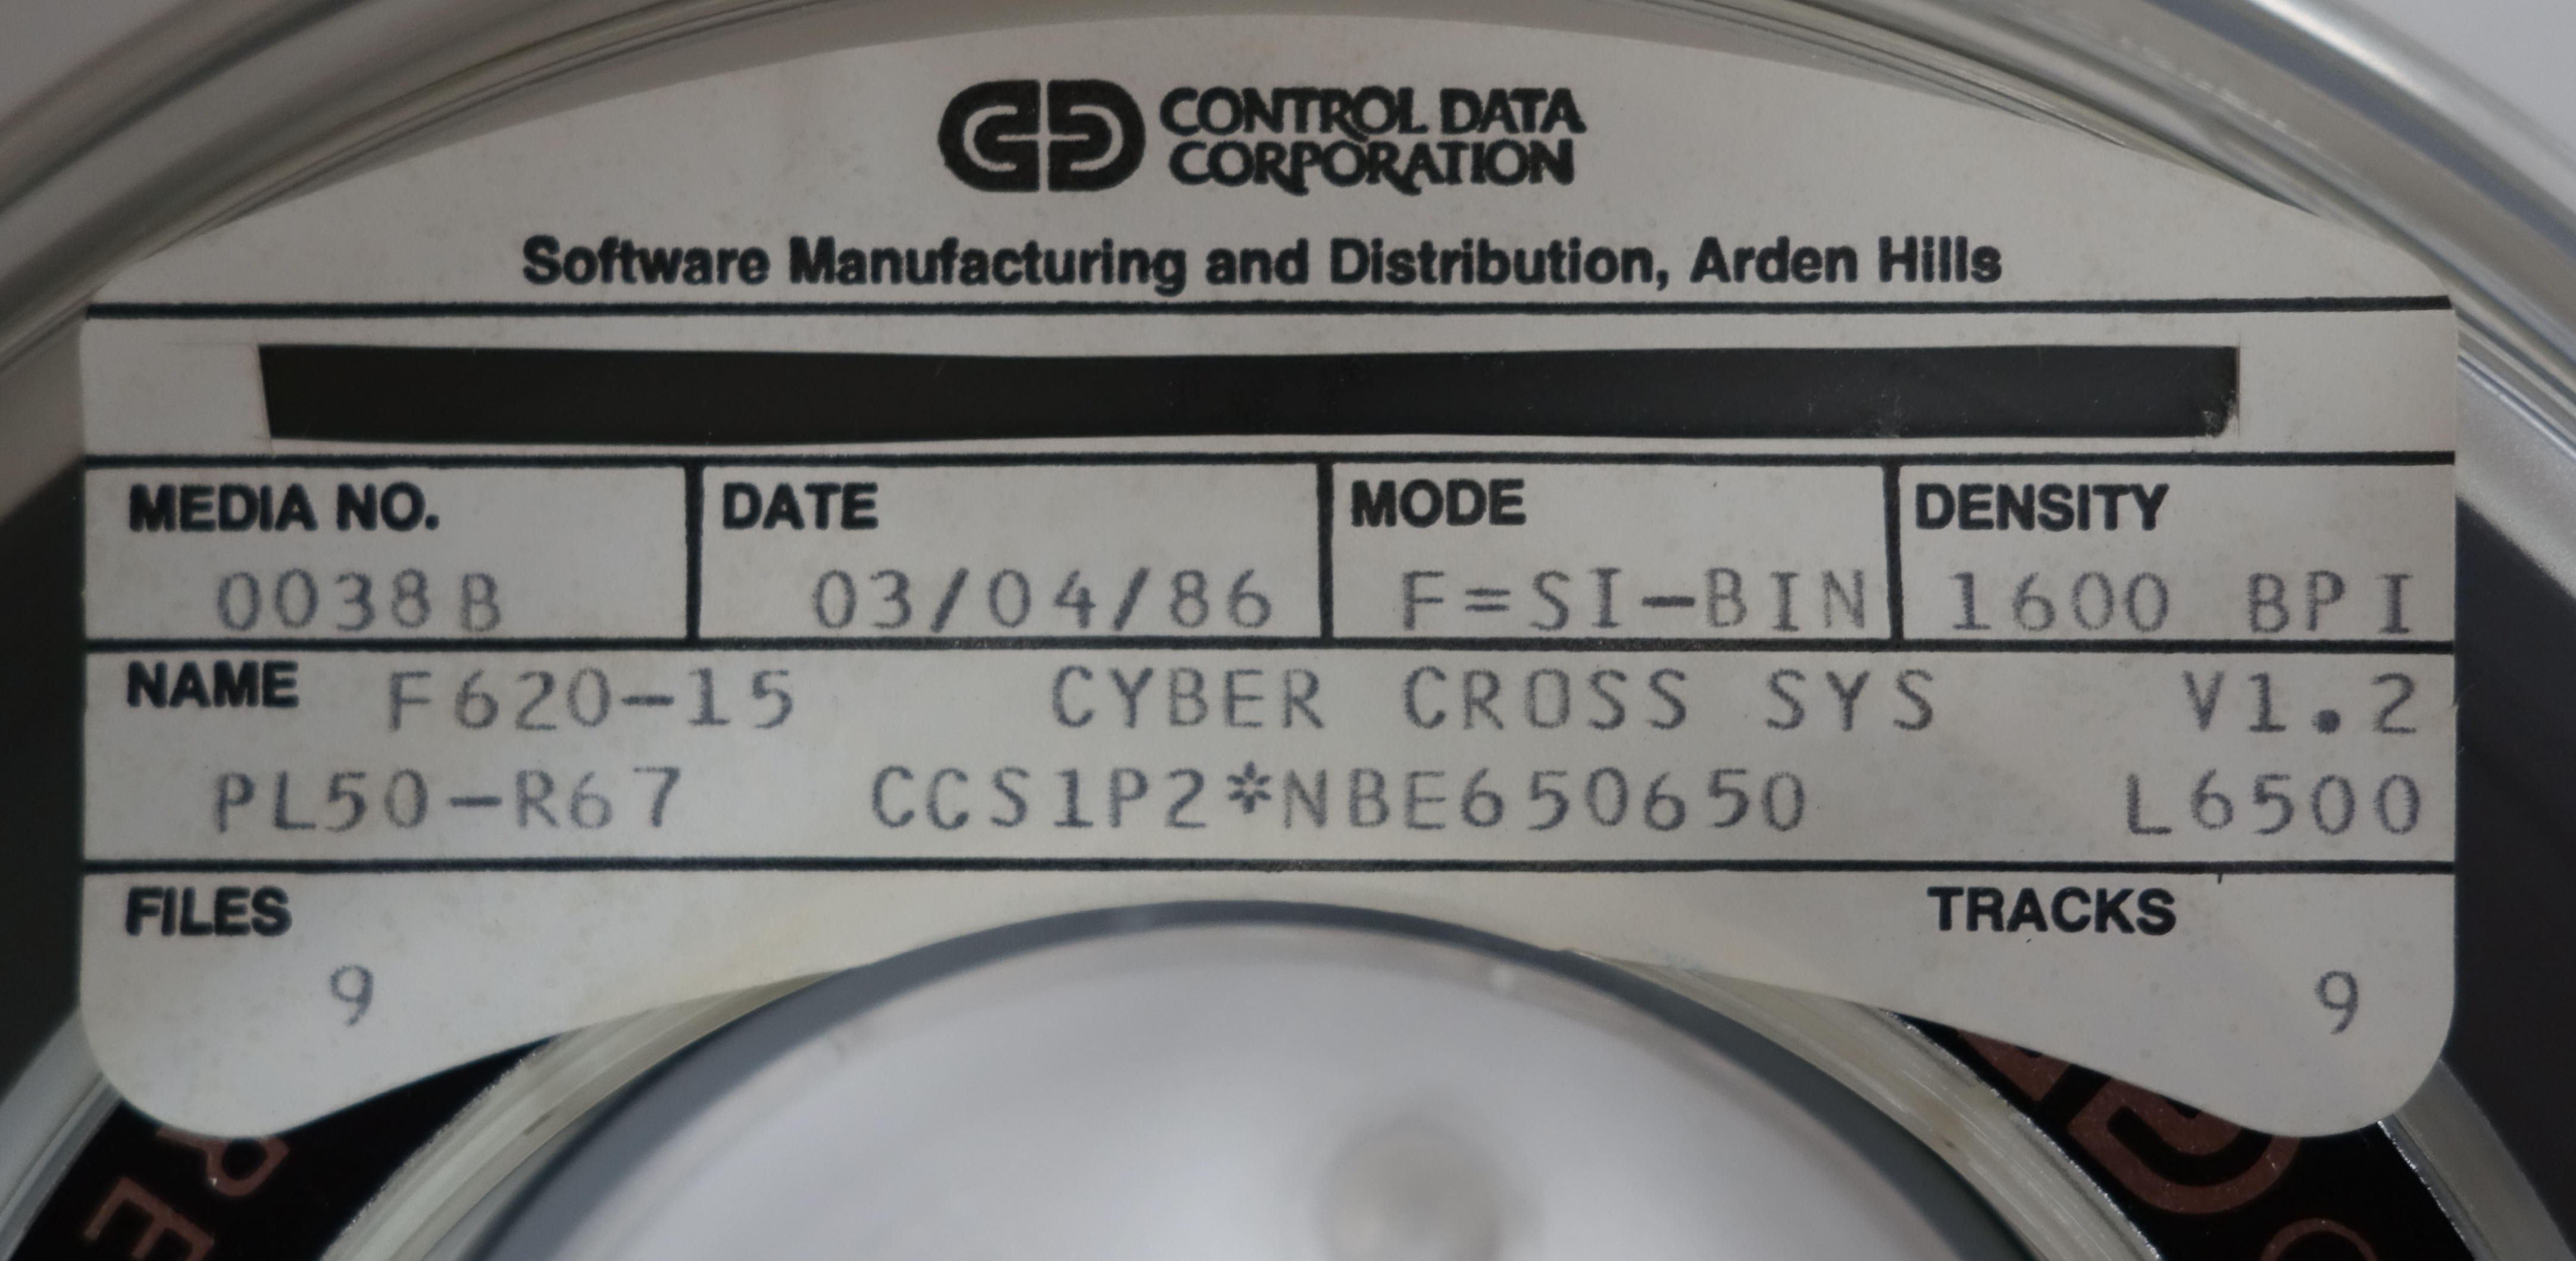 CONTROL DATA
CORPORATION
Software Manufacturing and Distribution, Arden Hills
MEDIA NO. DATE MODE DENSITY
0038B 03/04/86 F=SI-BIN 1600 BPI
NAME F620-15 CYBER CROSS SYS V1.2
PL50-R67 CCS1P2*NBE650650 L6500
FILES TRACKS
9 9